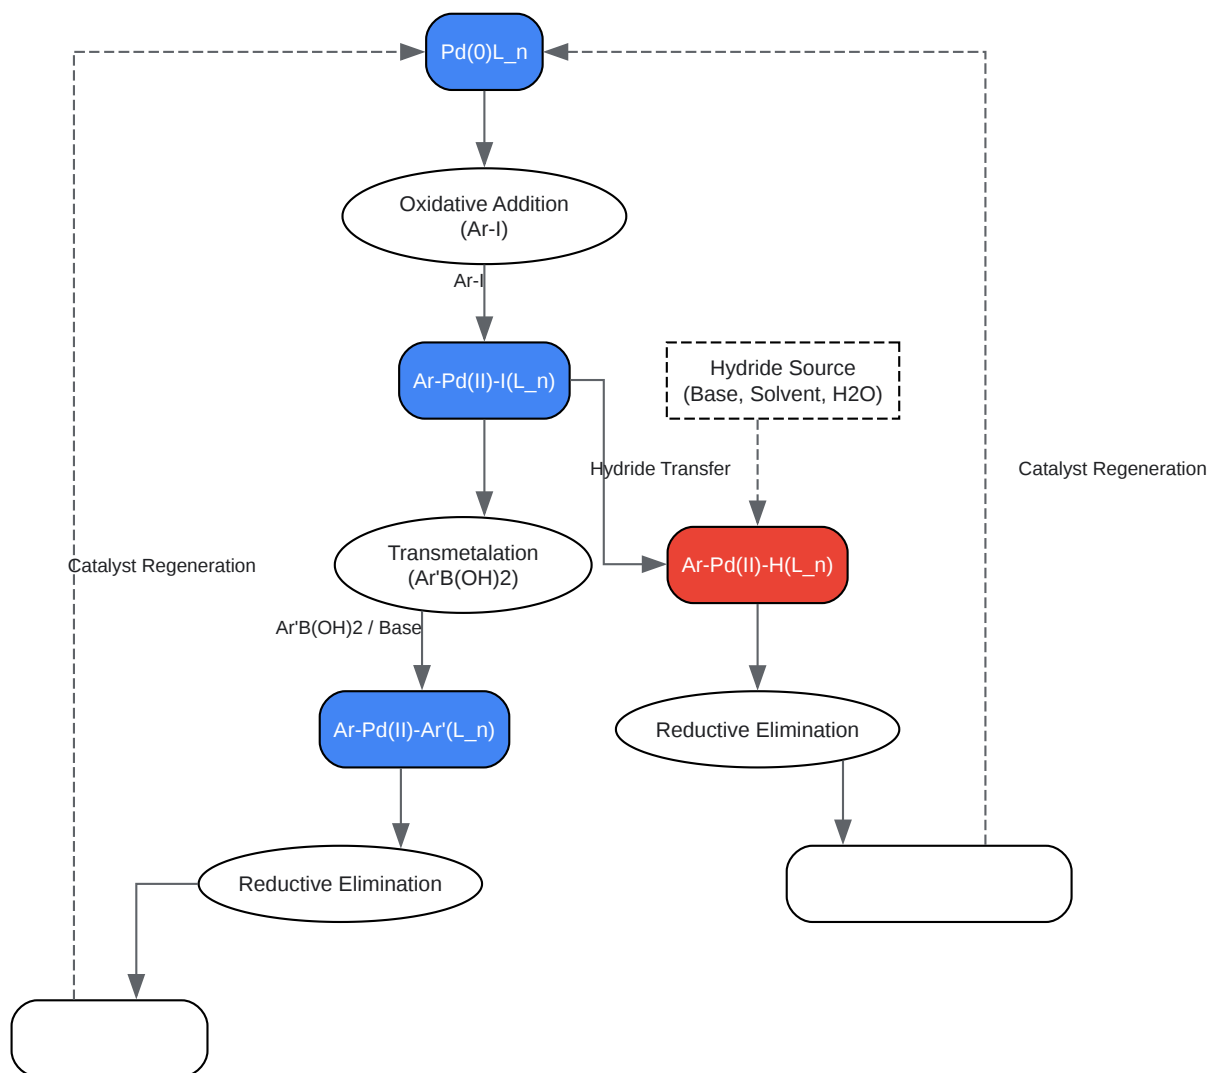 Pd(0)L_n
Oxidative Addition
(Ar-I)
Ar-I
Ar-Pd(II)-I(L_n)
Hydride Source
(Base, Solvent, H2O)
Hydride Transfer
Catalyst Regeneration
Transmetalation
(Ar'B(OH)2)
Ar-Pd(II)-H(L_n)
Catalyst Regeneration
Ar'B(OH)2 / Base
Ar-Pd(II)-Ar'(L_n)
Reductive Elimination
Reductive Elimination